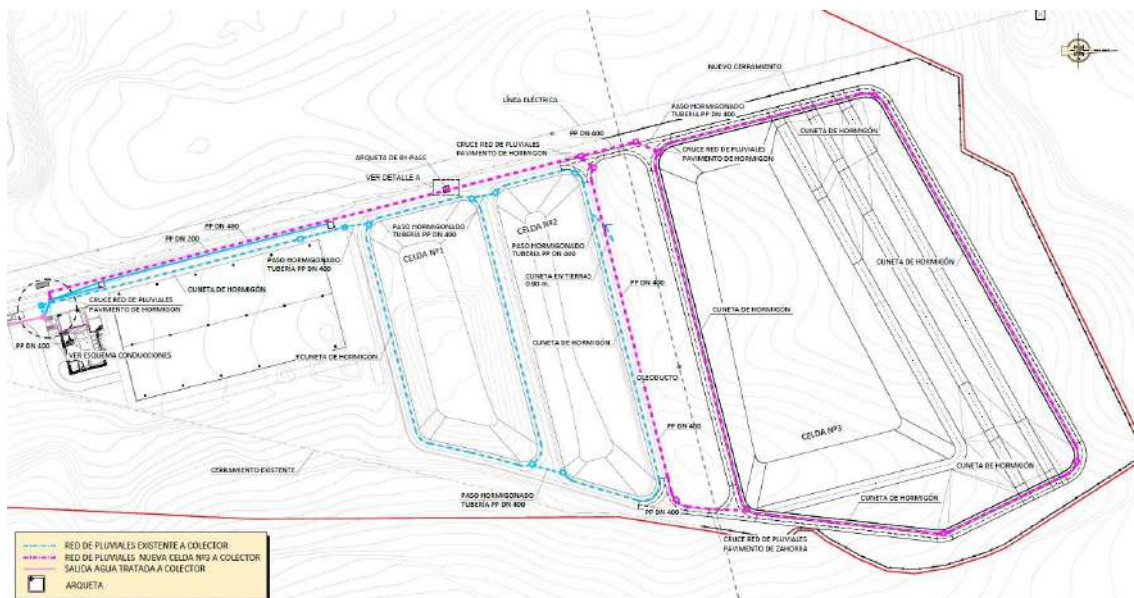 NUEVO CERRAMIENTO
LÍNEA ELÉCTRICA
PASO HORMIGONADO
TUBERÍA PP DN 400
PP DN 400
CUNETA DE HORMIGÓN
CRUCE RED DE PLUVIALES
PAVIMENTO DE HORMIGON
CRUCE RED DE PLUVIALES
PAVIMENTO DE HORMIGON
ARQUETA DE BY-PASS
VER DETALLE A
CELDA Nº2
PP DN 400
PASO HORMIGONADO
TUBERÍA PP DN 400
PP DN 200
CELDA Nº1
PASO HORMIGONADO
TUBERÍA PP DN 400
PASO HORMIGONADO
TUBERÍA PP DN 400
CUNETA DE HORMIGÓN
CUNETA EN TIERRAS
0.90 m.
PP DN 400
CUNETA DE HORMIGÓN
CRUCE RED DE PLUVIALES
PAVIMENTO DE HORMIGON
CUNETA DE HORMIGÓN
PP DN 400
VER ESQUEMA CONDUCCIONES
ECUNETA DE HORMIGON
CUNETA DE HORMIGÓN
OLEODUCTO
PP DN 400
CELDA Nº3
CERRAMIENTO EXISTENTE
CUNETA DE HORMIGÓN
PASO HORMIGONADO
TUBERÍA PP DN 400
CUNETA DE HORMIGÓN
PP DN 400
CRUCE RED DE PLUVIALES
PAVIMENTO DE ZAHORRA
RED DE PLUVIALES EXISTENTE A COLECTOR
RED DE PLUVIALES NUEVA CELDA Nº3 A COLECTOR
SALIDA AGUA TRATADA A COLECTOR
ARQUETA